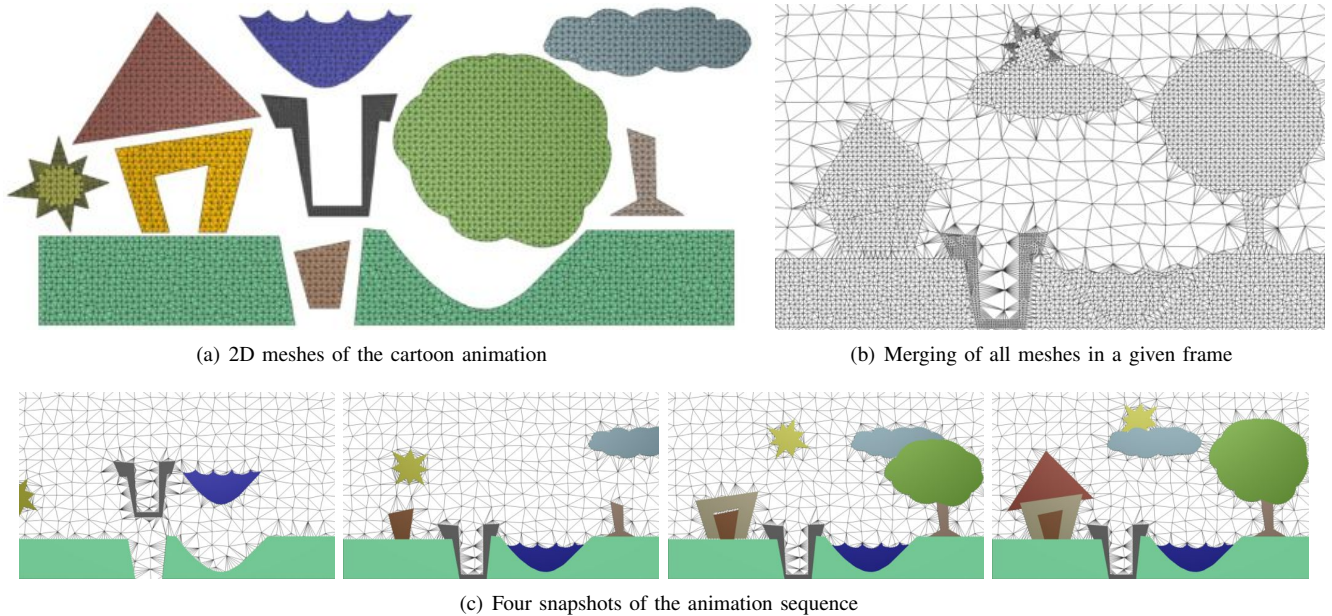 (a) 2D meshes of the cartoon animation
(b) Merging of all meshes in a given frame
(c) Four snapshots of the animation sequence